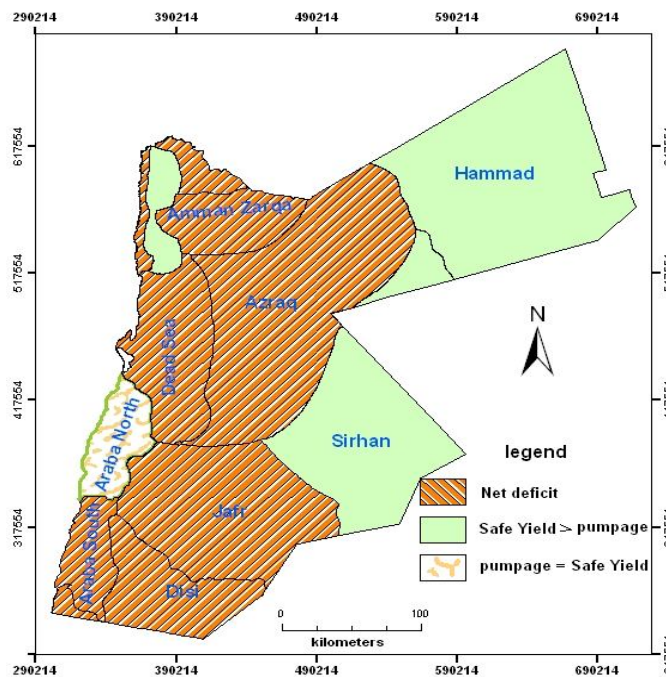 290214 390214 490214 590214 690214
617554
517554
417554
317554
Hammad
Amman Zarqa
Azraq
Dead Sea
N
Araba North
Sirhan
Jafi
Araba South
Disi
legend
Net deficit
Safe Yield > pumpage
pumpage = Safe Yield
0 100
kilometers
290214 390214 490214 590214 690214